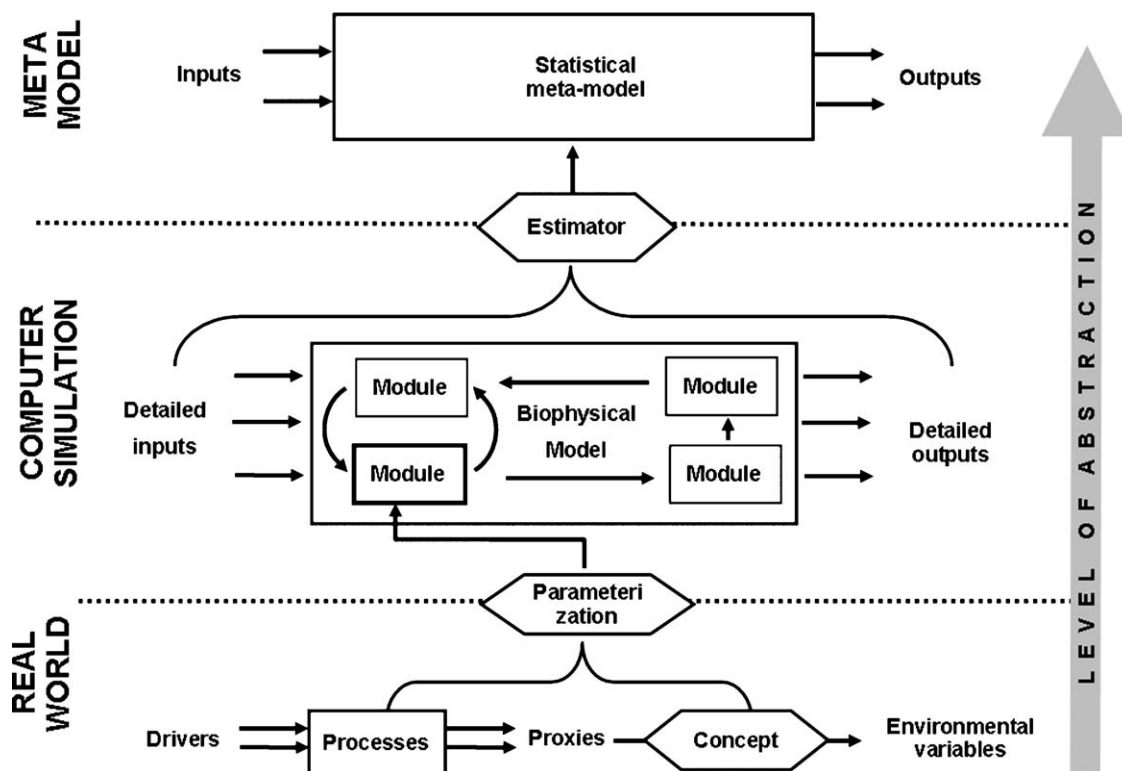 META
MODEL
Inputs
Statistical
meta-model
Outputs
Estimator
COMPUTER
SIMULATION
Detailed
inputs
Module
Module
Biophysical
Model
Module
Module
Detailed
outputs
Parameteri
zation
REAL
WORLD
Drivers
Processes
Proxies
Concept
Environmental
variables
LEVEL OF ABSTRACTION